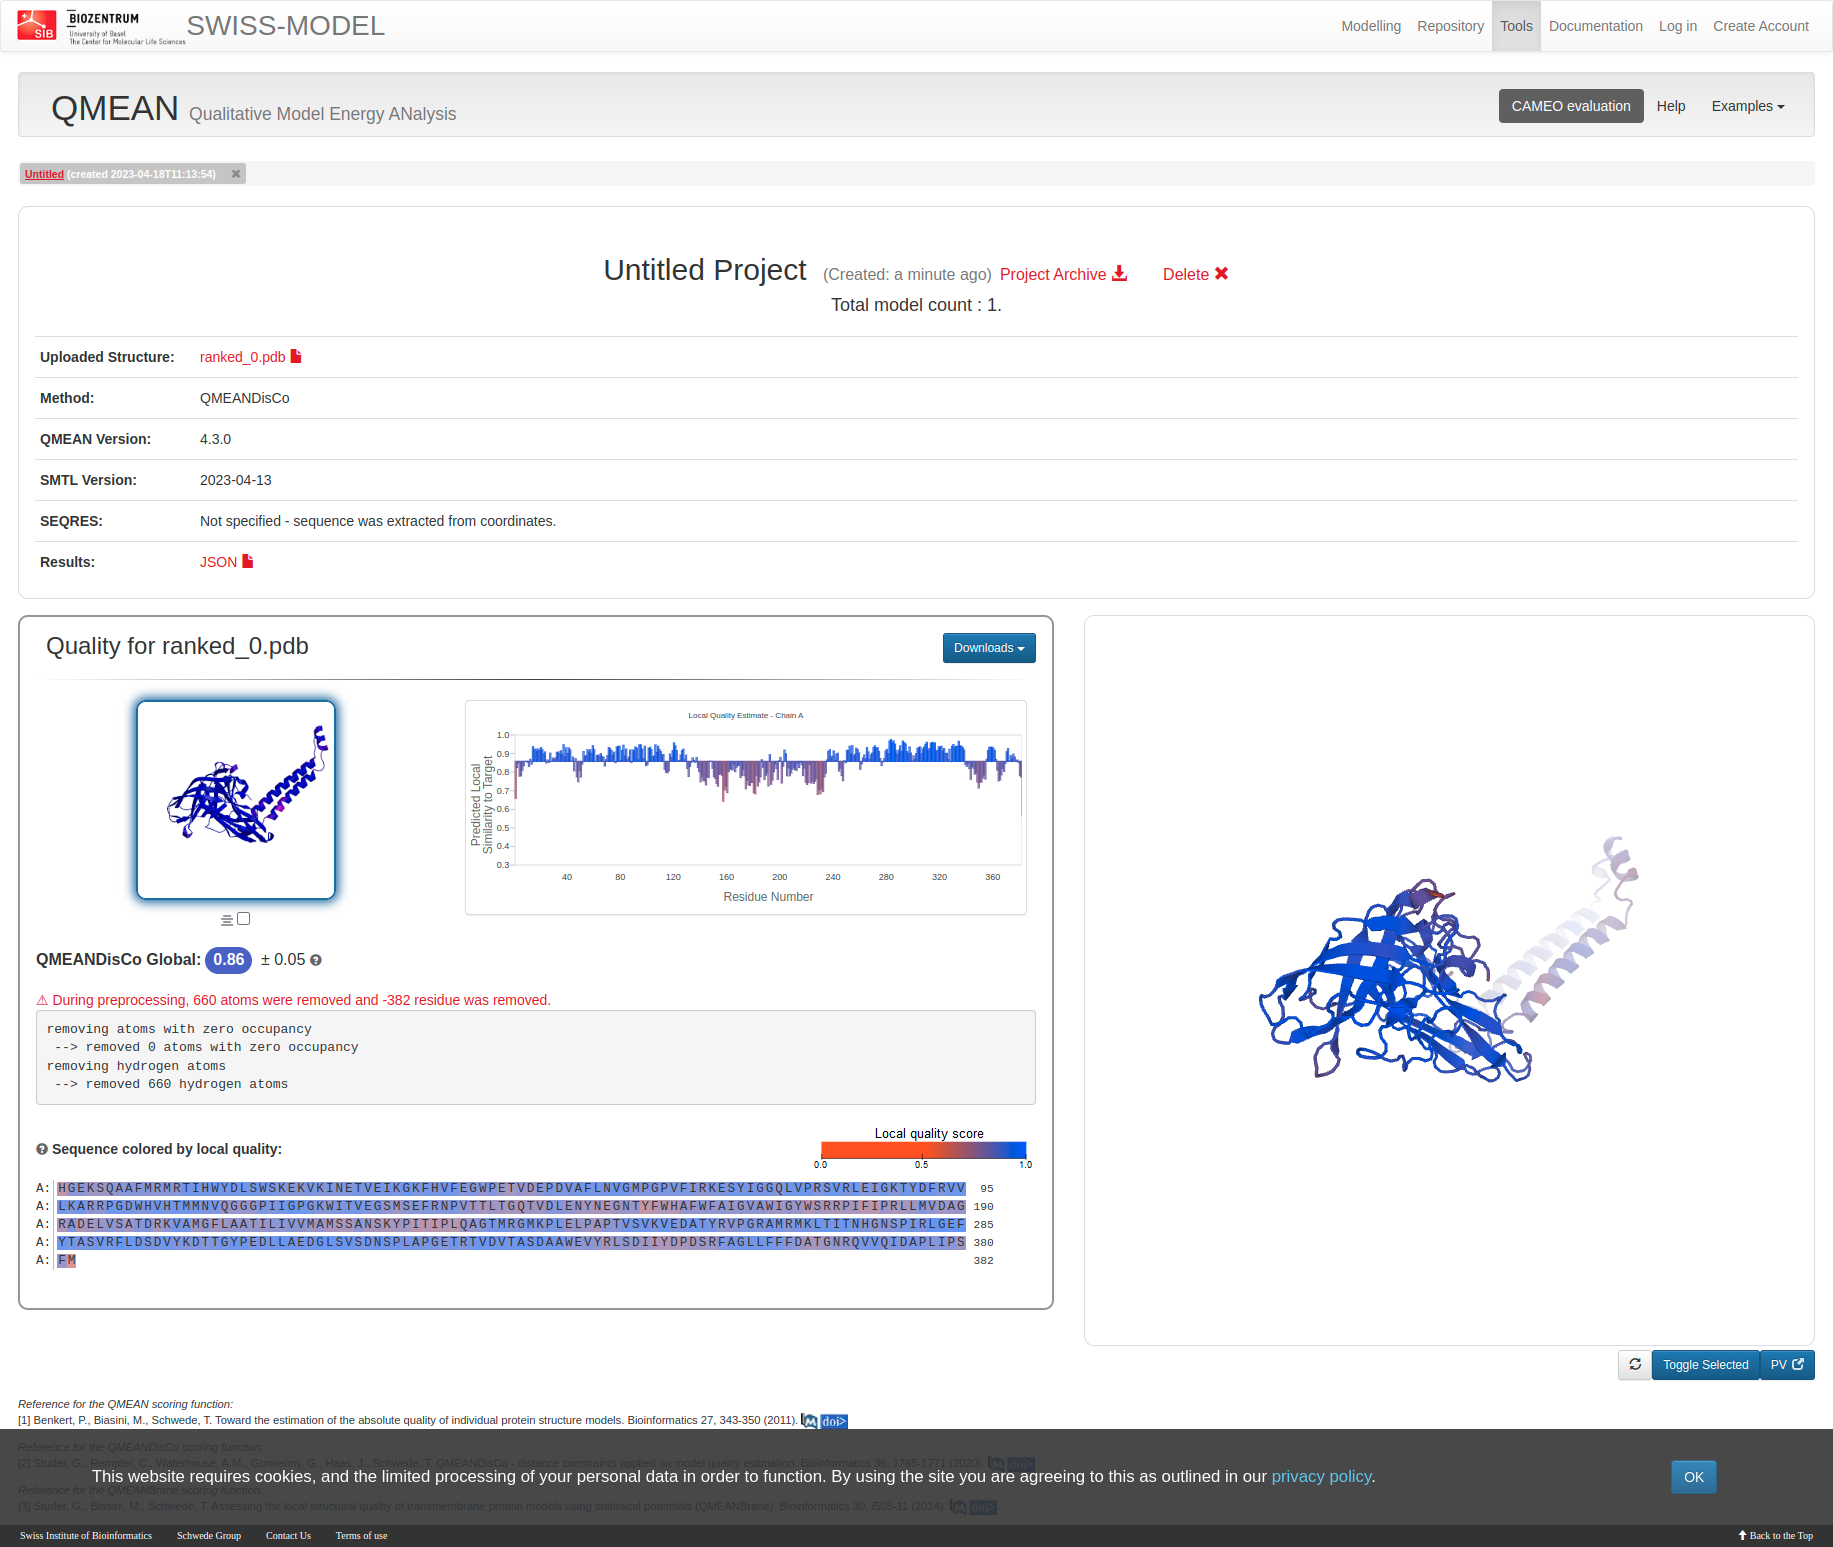 SIB
BIOZENTRUM
University of Basel
The Center for Molecular Life Sciences
SWISS-MODEL
Modelling Repository Tools Documentation Log in Create Account
QMEAN Qualitative Model Energy ANalysis
CAMEO evaluation Help Examples
Untitled (created 2023-04-18T11:13:54) ✖
Untitled Project (Created: a minute ago) Project Archive Delete ✖
Total model count : 1.
Uploaded Structure: ranked_0.pdb
Method: QMEANDisCo
QMEAN Version: 4.3.0
SMTL Version: 2023-04-13
SEQRES: Not specified - sequence was extracted from coordinates.
Results: JSON
Quality for ranked_0.pdb
Downloads
Local Quality Estimate - Chain A
Predicted Local
Similarity to Target
1.0
0.9
0.8
0.7
0.6
0.5
0.4
0.3
40 80 120 160 200 240 280 320 360
Residue Number
QMEANDisCo Global: 0.86 ± 0.05
⚠ During preprocessing, 660 atoms were removed and -382 residue was removed.
removing atoms with zero occupancy
--> removed 0 atoms with zero occupancy
removing hydrogen atoms
--> removed 660 hydrogen atoms
Sequence colored by local quality:
Local quality score
0.0 0.5 1.0
A: HGEKSQAAFMRMRTIHWYDLSWSKEKVKINETVEIKGKFHVFEGWPETVDEPDVAFLNVGMPGPVFIRKESYIGGQLVPRSVRLEIGKTYDFRVV 95
A: LKARRPGDWHVHTMMNVQGGGPIIGPGKWITVEGSMSEFRNPVTTLTGQTVDLENYNEGNTYFWHAFWFAIGVAWIGYWSRRPIFIPRLLMVDAG 190
A: RADELVSATDRKVAMGFLAATILIVVMAMSSANSKYPITIPLQAGTMRGMKPLELPAPTVSVKVEDATYRVPGRAMRMKLTITNHGNSPIRLGEF 285
A: YTASVRFLDSDVYKDTTGYPEDLLAEDGLSVSDNSPLAPGETRTVDVTASDAAWEVYRLSDIIYDPDSRFAGLLFFFDATGNRQVVQIDAPLIPS 380
A: FM 382
Toggle Selected PV
Reference for the QMEAN scoring function:
[1] Benkert, P., Biasini, M., Schwede, T. Toward the estimation of the absolute quality of individual protein structure models. Bioinformatics 27, 343-350 (2011). M doi>
Reference for the QMEANDisCo scoring function:
[2] Studer, G., Rempfer, C., Waterhouse, A.M., Gumienny, G., Haas, J., Schwede, T. QMEANDisCo - distance constraints applied on model quality estimation. Bioinformatics 36, 1765-1771 (2020). M doi>
This website requires cookies, and the limited processing of your personal data in order to function. By using the site you are agreeing to this as outlined in our privacy policy. OK
Reference for the QMEANBrane scoring function:
[3] Studer, G., Biasini, M., Schwede, T. Assessing the local structural quality of transmembrane protein models using statistical potentials (QMEANBrane). Bioinformatics 30, i505-11 (2014). M doi>
Swiss Institute of Bioinformatics Schwede Group Contact Us Terms of use Back to the Top